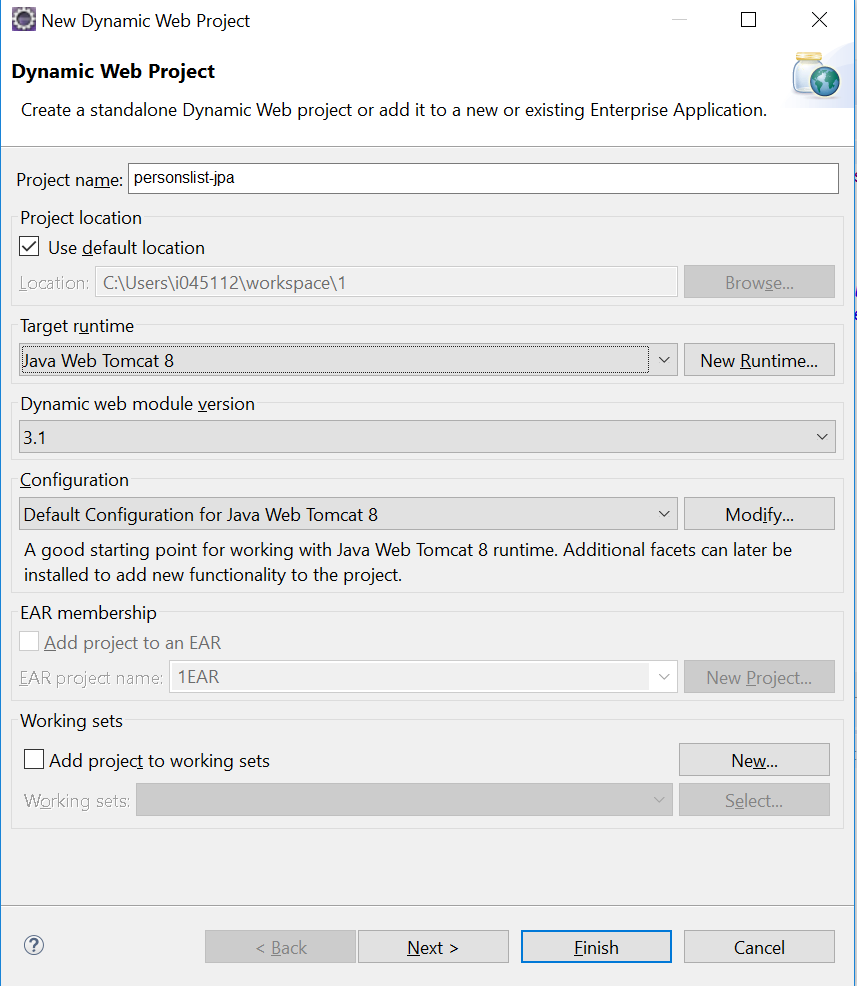 New Dynamic Web Project
Dynamic Web Project
Create a standalone Dynamic Web project or add it to a new or existing Enterprise Application.
Project name: personslist-jpa
Project location
Use default location
Location: C:\Users\i045112\workspace\1 Browse...
Target runtime
Java Web Tomcat 8 New Runtime...
Dynamic web module version
3.1
Configuration
Default Configuration for Java Web Tomcat 8 Modify...
A good starting point for working with Java Web Tomcat 8 runtime. Additional facets can later be
installed to add new functionality to the project.
EAR membership
Add project to an EAR
EAR project name: 1EAR New Project...
Working sets
Add project to working sets New...
Working sets: Select...
? < Back Next > Finish Cancel